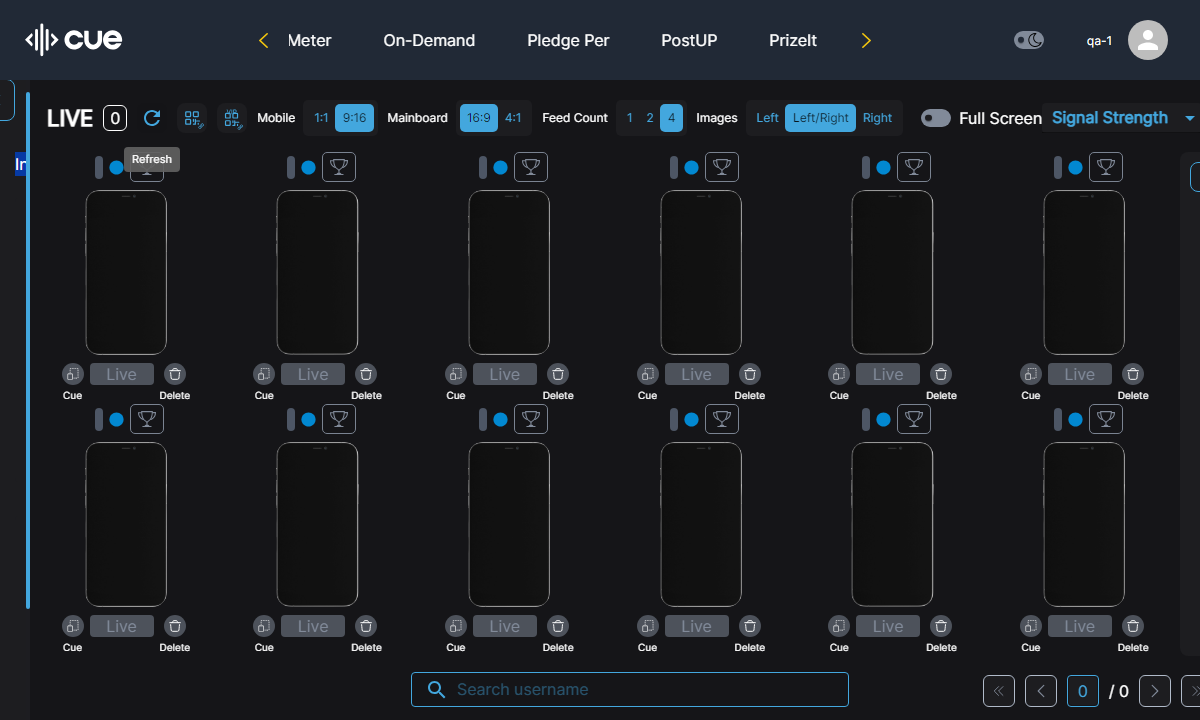 cue
Meter On-Demand Pledge Per PostUP PrizeIt
qa-1
LIVE 0 Mobile 1:1 9:16 Mainboard 16:9 4:1 Feed Count 1 2 4 Images Left Left/Right Right Full Screen Signal Strength
Refresh
In
Live Live Live Live Live Live
Cue Delete Cue Delete Cue Delete Cue Delete Cue Delete Cue Delete
Live Live Live Live Live Live
Cue Delete Cue Delete Cue Delete Cue Delete Cue Delete Cue Delete
Search username
0 / 0